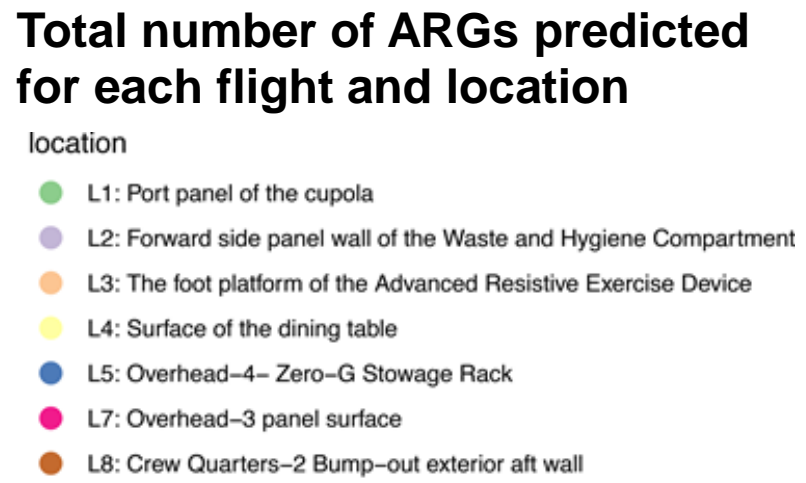 Total number of ARGs predicted
for each flight and location
location
L1: Port panel of the cupola
L2: Forward side panel wall of the Waste and Hygiene Compartment
L3: The foot platform of the Advanced Resistive Exercise Device
L4: Surface of the dining table
L5: Overhead−4− Zero−G Stowage Rack
L7: Overhead−3 panel surface
L8: Crew Quarters−2 Bump−out exterior aft wall